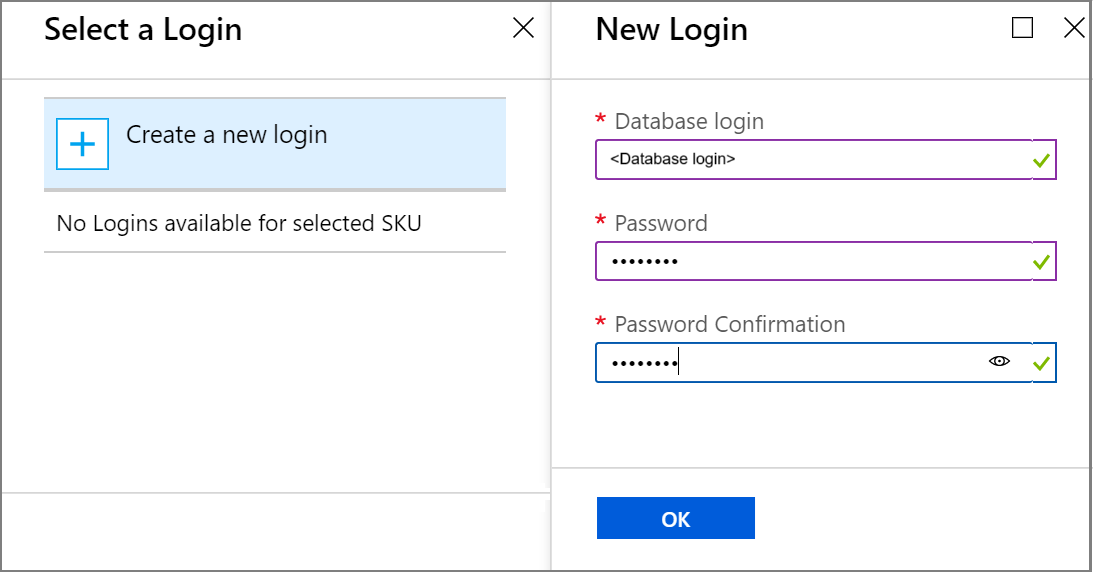 Select a Login
Create a new login
No Logins available for selected SKU
New Login
* Database login
<Database login>
* Password
••••••••
* Password Confirmation
••••••••
OK